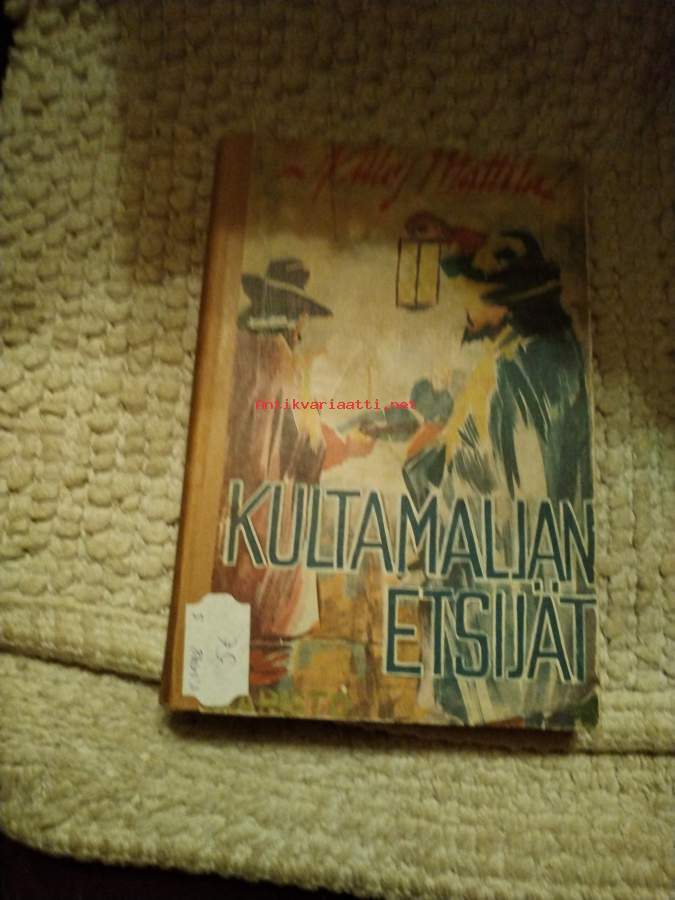 Mattila
Antikvariaatti.net
KULTAMALJAN
ETSIJÄT
5€